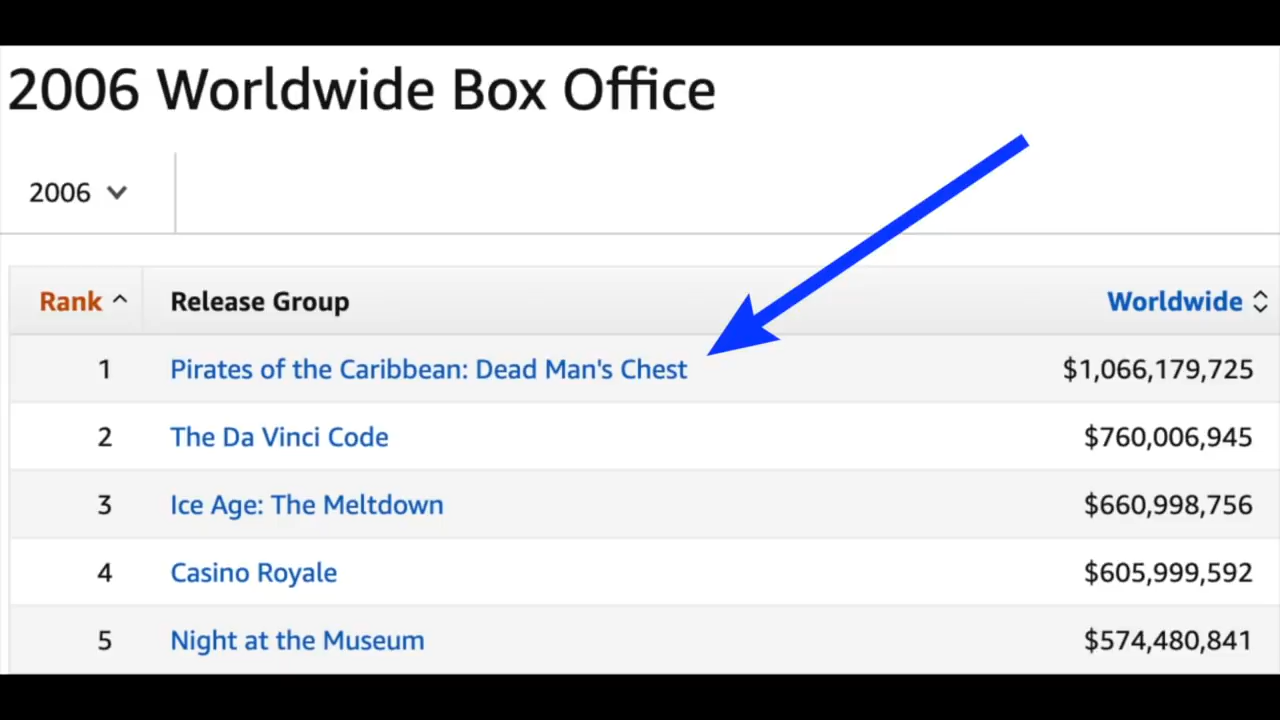 2006 Worldwide Box Office
2006
Rank Release Group Worldwide
1 Pirates of the Caribbean: Dead Man's Chest $1,066,179,725
2 The Da Vinci Code $760,006,945
3 Ice Age: The Meltdown $660,998,756
4 Casino Royale $605,999,592
5 Night at the Museum $574,480,841